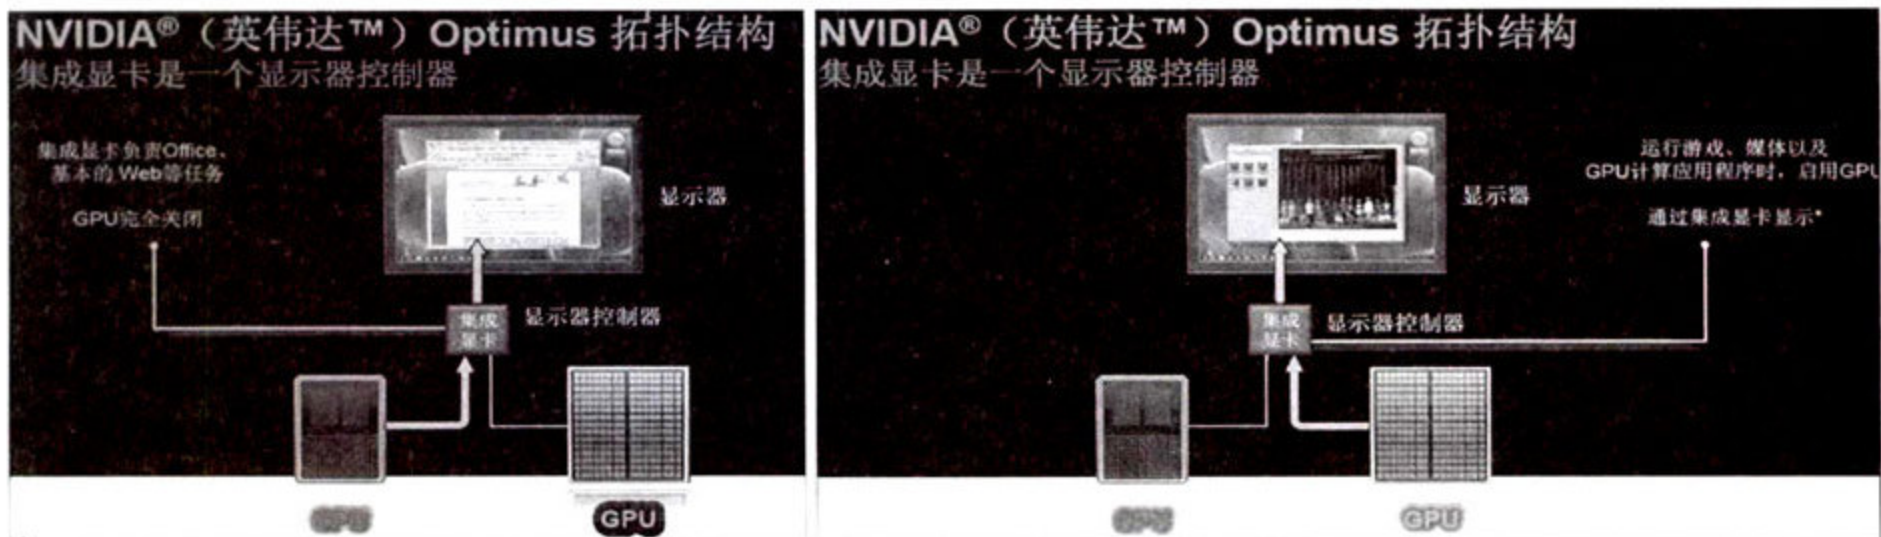 NVIDIA®（英伟达™）Optimus 拓扑结构
集成显卡是一个显示器控制器
集成显卡负责Office、
基本的 Web等任务
GPU完全关闭
显示器
集成
显卡
显示器控制器
GPU
NVIDIA®（英伟达™）Optimus 拓扑结构
集成显卡是一个显示器控制器
运行游戏、媒体以及
GPU计算应用程序时，启用GPU
通过集成显卡显示*
显示器
集成
显卡
显示器控制器
GPU